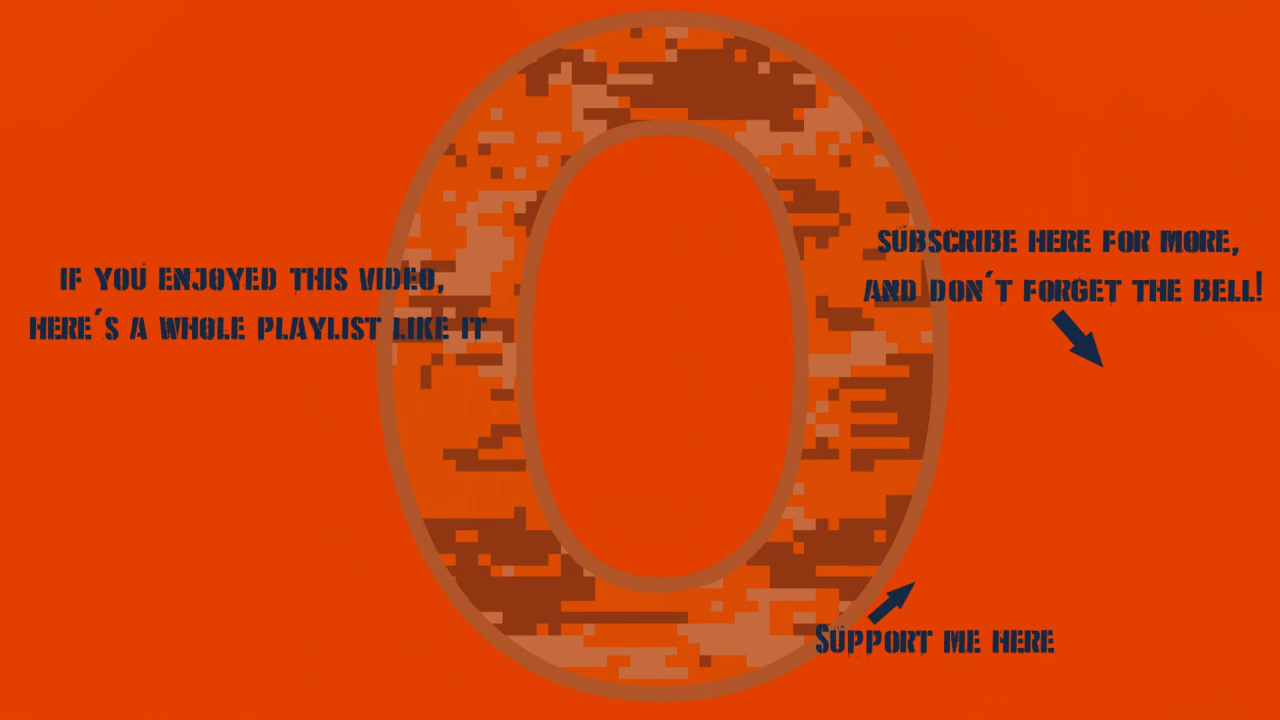 IF YOU ENJOYED THIS VIDEO,
HERE´S A WHOLE PLAYLIST LIKE IT
SUBSCRIBE HERE FOR MORE,
AND DON´T FORGET THE BELL!
SUPPORT ME HERE
O